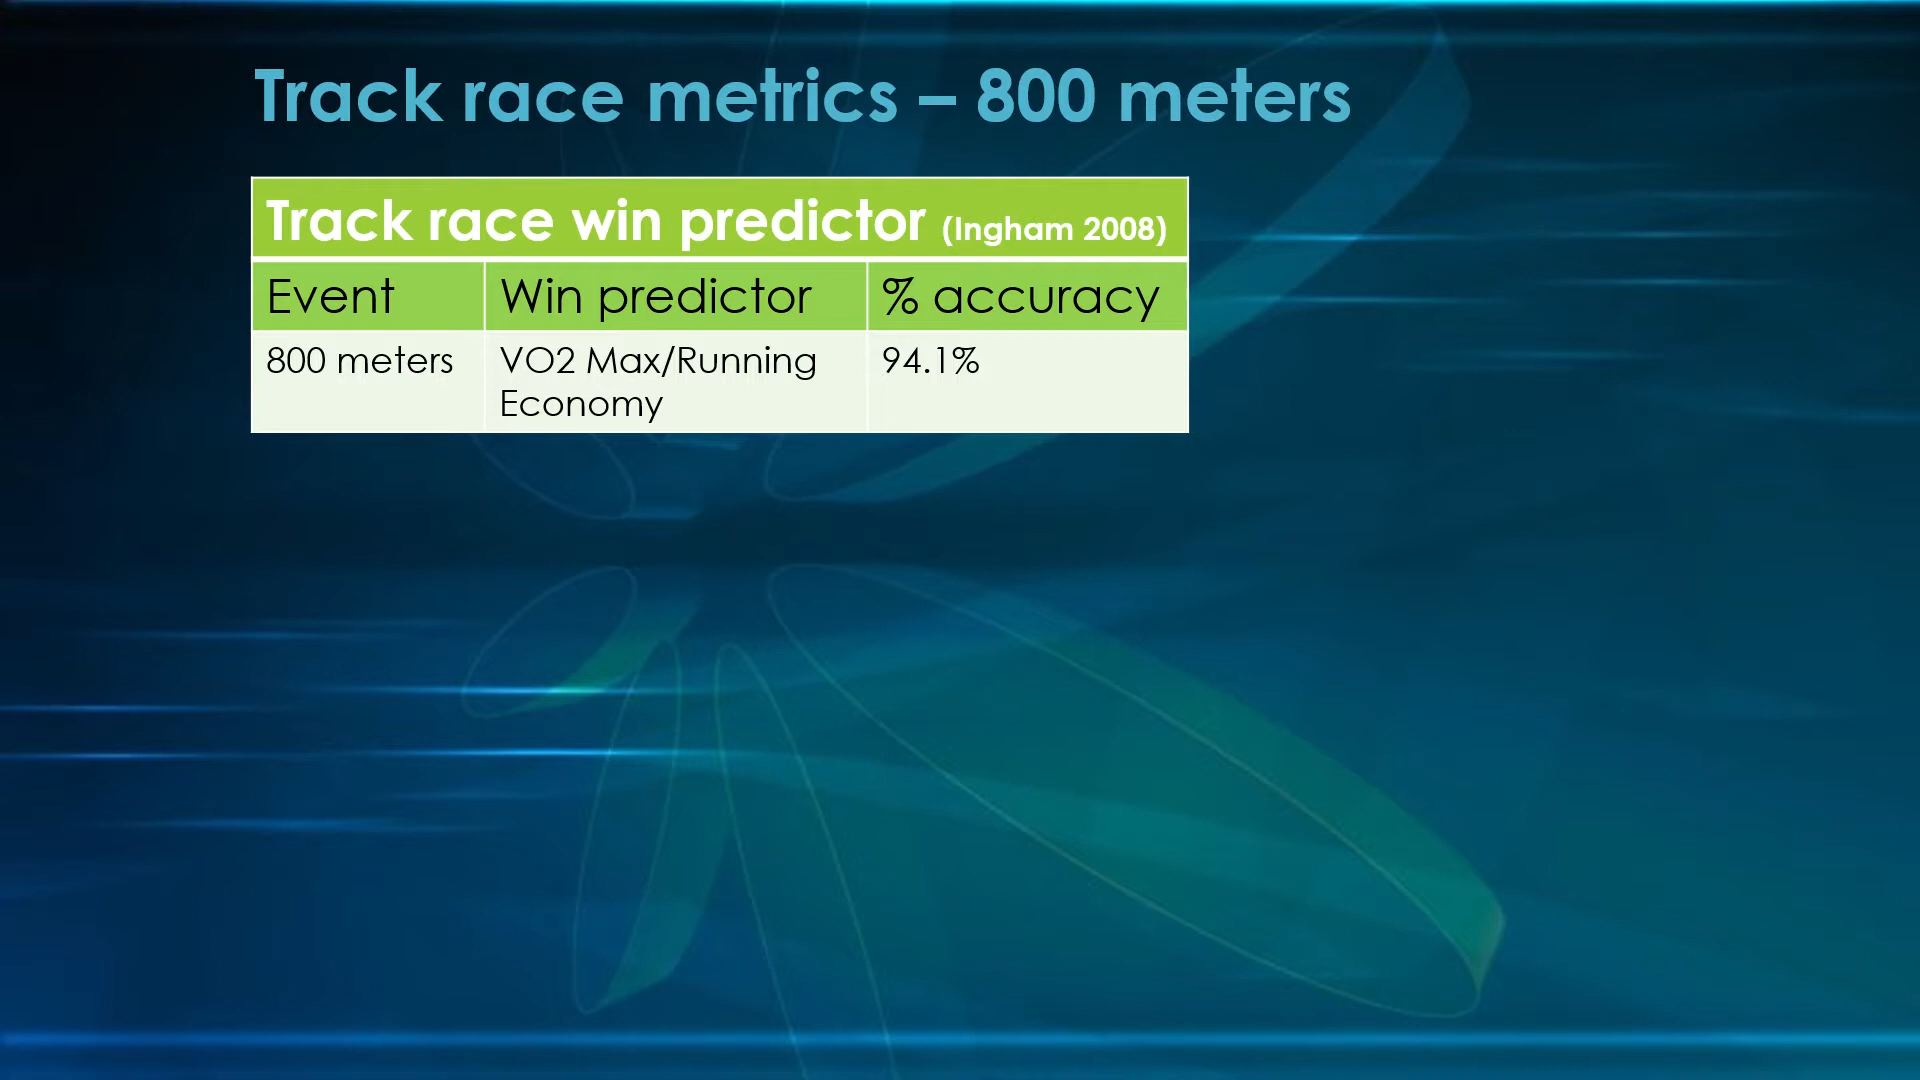 Track race metrics – 800 meters
Track race win predictor (Ingham 2008)
Event Win predictor % accuracy
800 meters VO2 Max/Running 94.1%
Economy